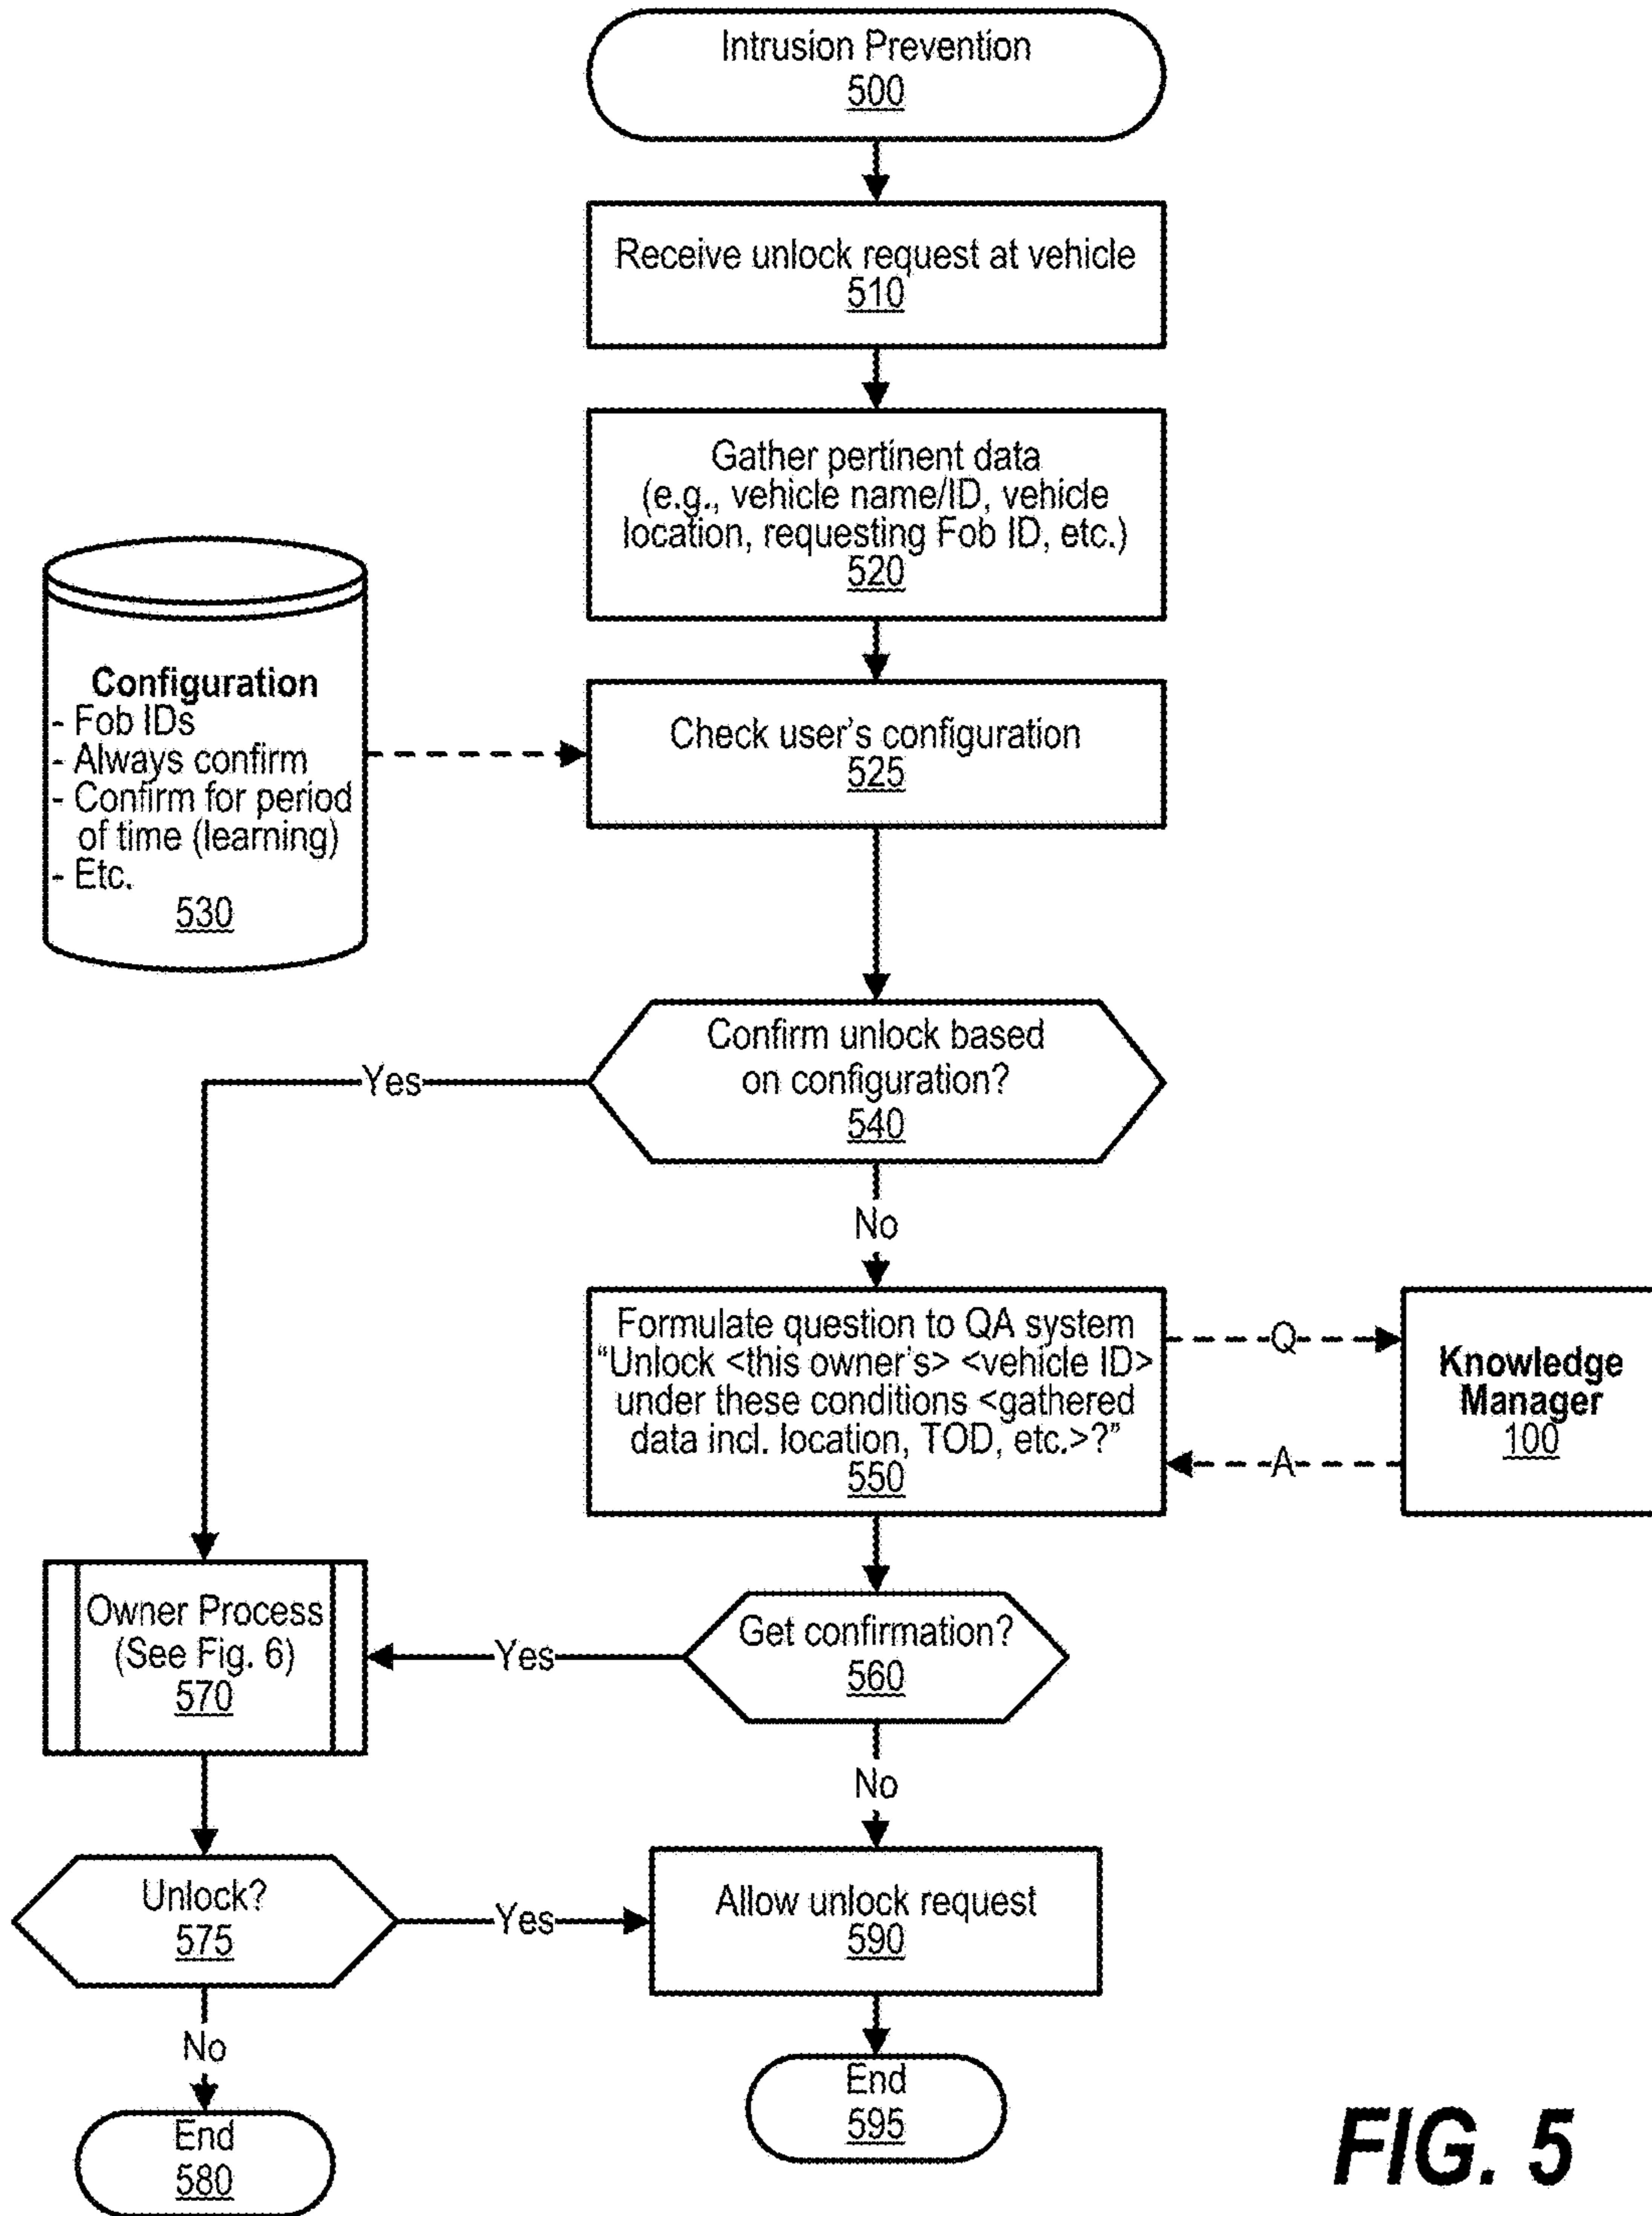 Intrusion Prevention
500
Receive unlock request at vehicle
510
Gather pertinent data
(e.g., vehicle name/ID, vehicle
location, requesting Fob ID, etc.)
520
Configuration
- Fob IDs
- Always confirm
- Confirm for period
of time (learning)
- Etc.
530
Check user's configuration
525
Confirm unlock based
on configuration?
540
Yes
No
Formulate question to QA system
“Unlock <this owner's> <vehicle ID>
under these conditions <gathered
data incl. location, TOD, etc.>?”
550
Q
A
Knowledge
Manager
100
Owner Process
(See Fig. 6)
570
Yes
Get confirmation?
560
No
Unlock?
575
Yes
Allow unlock request
590
No
End
580
End
595
FIG. 5